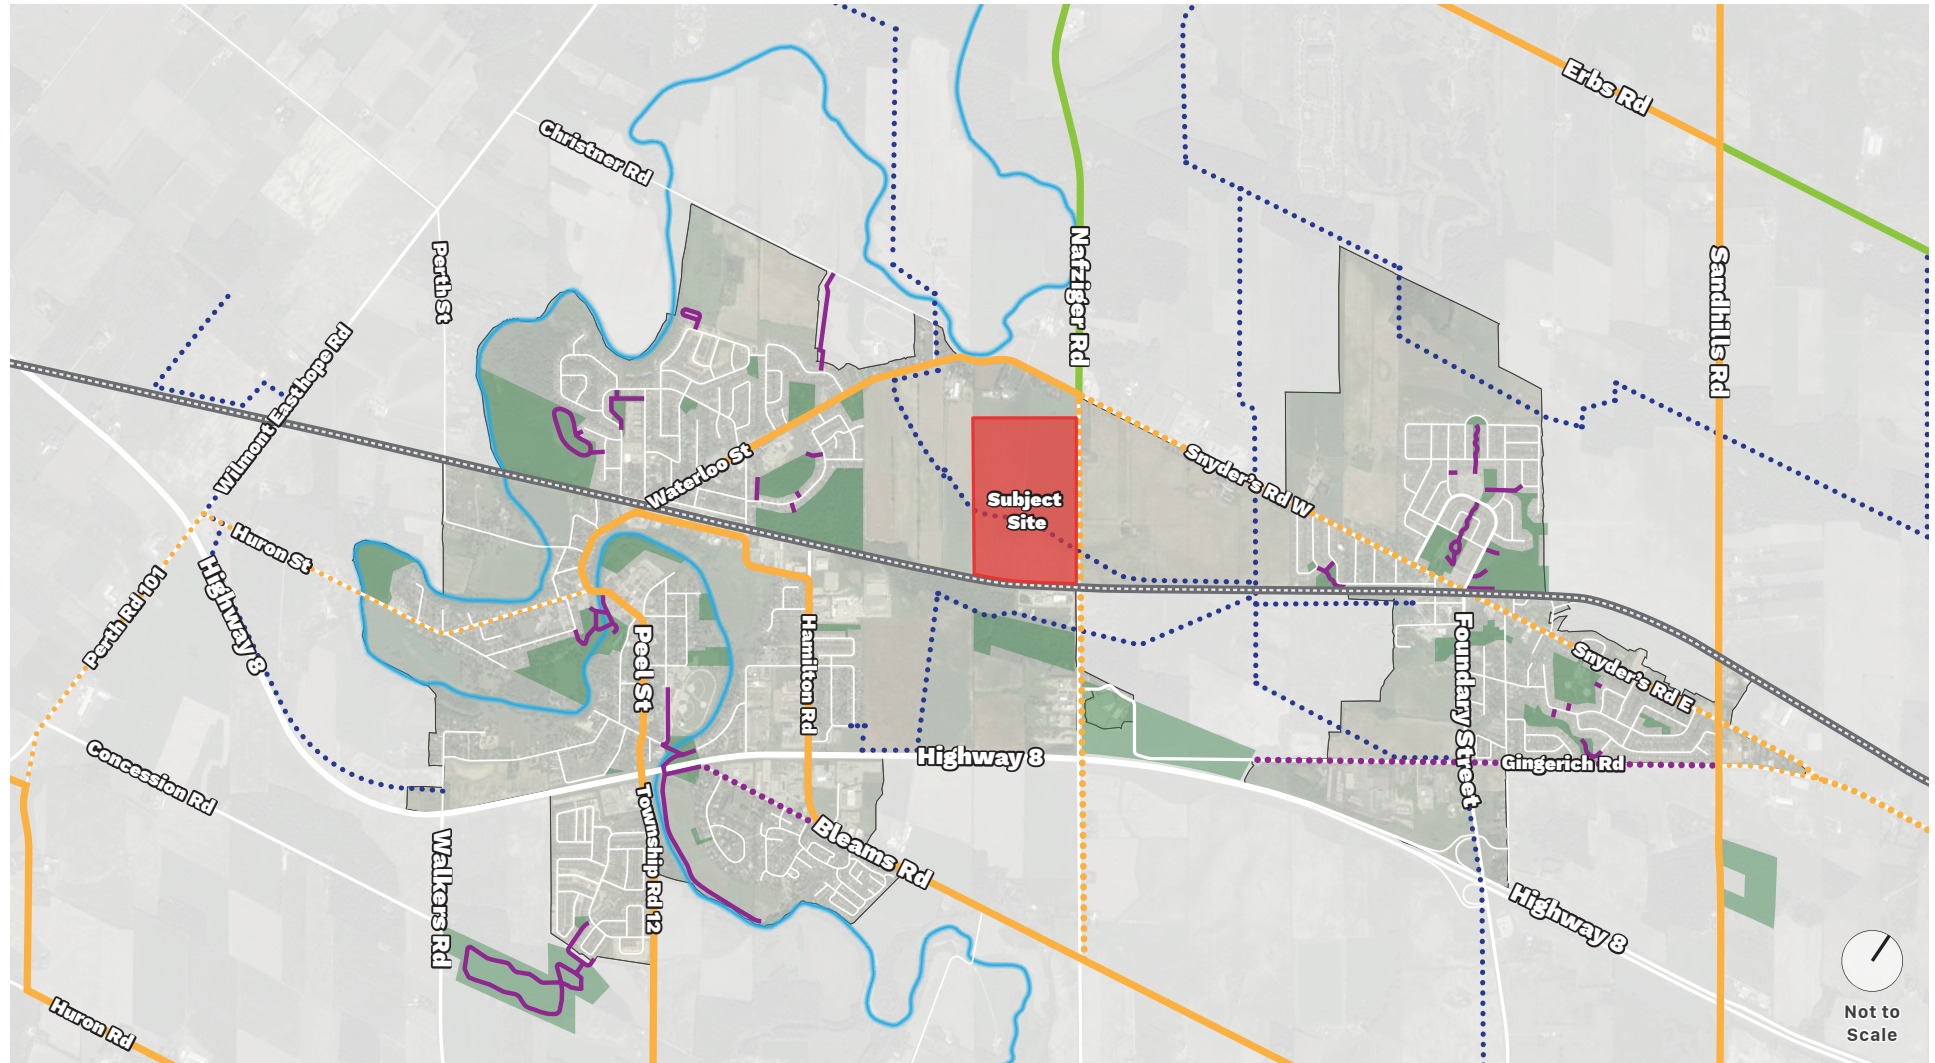 Erbs Rd
Christner Rd
Perth St
Nafziger Rd
Sandhills Rd
Wilmont Easthope Rd
Waterloo St
Snyder's Rd W
Subject
Site
Huron St
Perth Rd 101
Highway 8
Peel St
Hamilton Rd
Foundary Street
Snyder's Rd E
Concession Rd
Highway 8
Gingerich Rd
Township Rd 12
Bleams Rd
Walkers Rd
Highway 8
Huron Rd
Not to
Scale